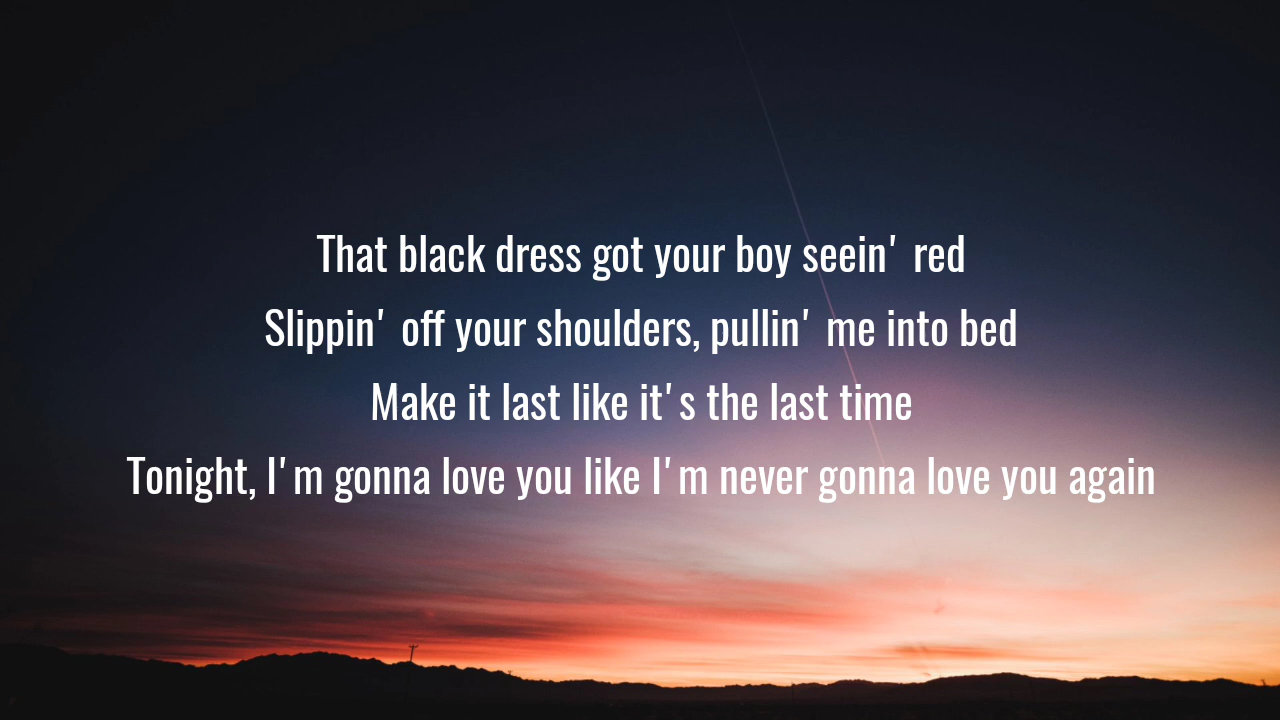 That black dress got your boy seein' red
Slippin' off your shoulders, pullin' me into bed
Make it last like it's the last time
Tonight, I'm gonna love you like I'm never gonna love you again